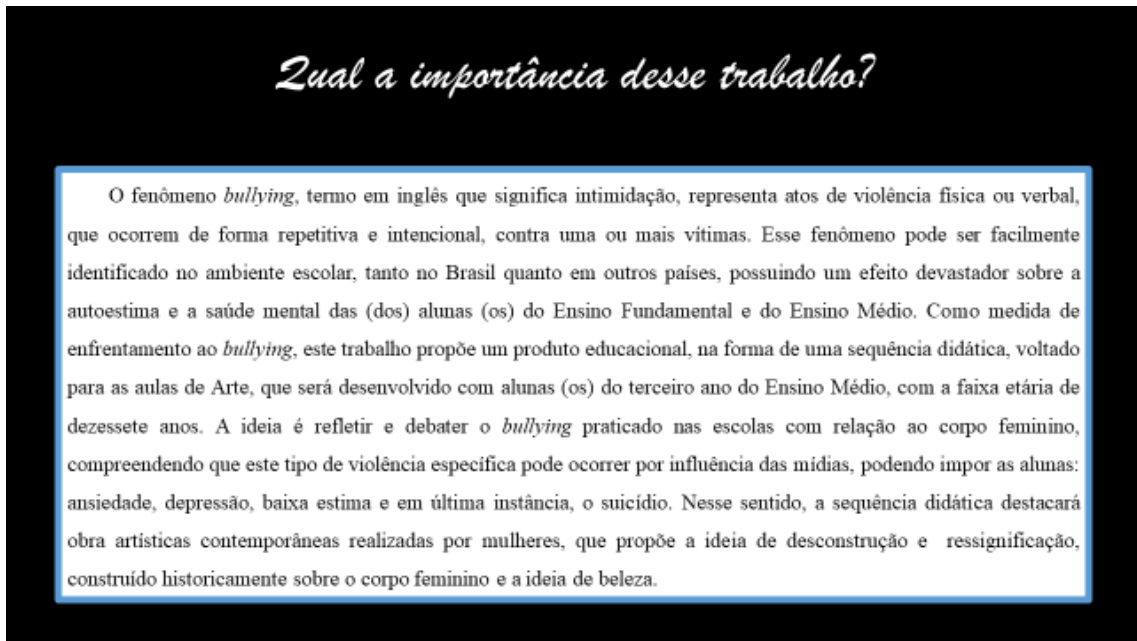 Qual a importância desse trabalho?
O fenômeno bullying, termo em inglês que significa intimidação, representa atos de violência física ou verbal,
que ocorrem de forma repetitiva e intencional, contra uma ou mais vítimas. Esse fenômeno pode ser facilmente
identificado no ambiente escolar, tanto no Brasil quanto em outros países, possuindo um efeito devastador sobre a
autoestima e a saúde mental das (dos) alunas (os) do Ensino Fundamental e do Ensino Médio. Como medida de
enfrentamento ao bullying, este trabalho propõe um produto educacional, na forma de uma sequência didática, voltado
para as aulas de Arte, que será desenvolvido com alunas (os) do terceiro ano do Ensino Médio, com a faixa etária de
dezessete anos. A ideia é refletir e debater o bullying praticado nas escolas com relação ao corpo feminino,
compreendendo que este tipo de violência específica pode ocorrer por influência das mídias, podendo impor as alunas:
ansiedade, depressão, baixa estima e em última instância, o suicídio. Nesse sentido, a sequência didática destacará
obra artísticas contemporâneas realizadas por mulheres, que propõe a ideia de desconstrução e ressignificação,
construído historicamente sobre o corpo feminino e a ideia de beleza.